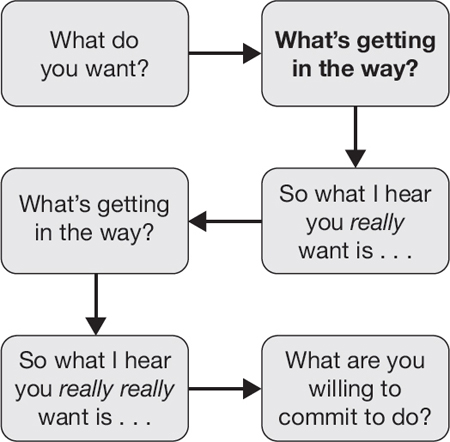 What do
you want?
What's getting
in the way?
So what I hear
you really
want is . . .
What's getting
in the way?
So what I hear
you really really
want is . . .
What are you
willing to
commit to do?